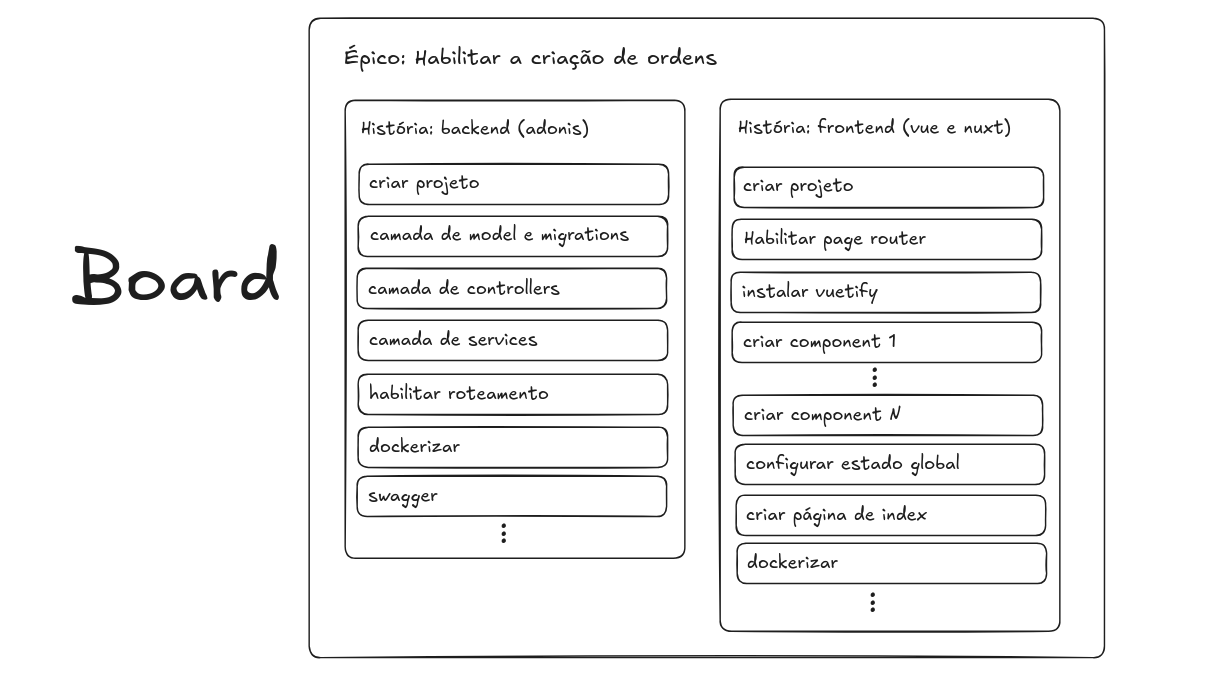 Board
Épico: Habilitar a criação de ordens
História: backend (adonis)
criar projeto
camada de model e migrations
camada de controllers
camada de services
habilitar roteamento
dockerizar
swagger
História: frontend (vue e nuxt)
criar projeto
Habilitar page router
instalar vuetify
criar component 1
criar component N
configurar estado global
criar página de index
dockerizar